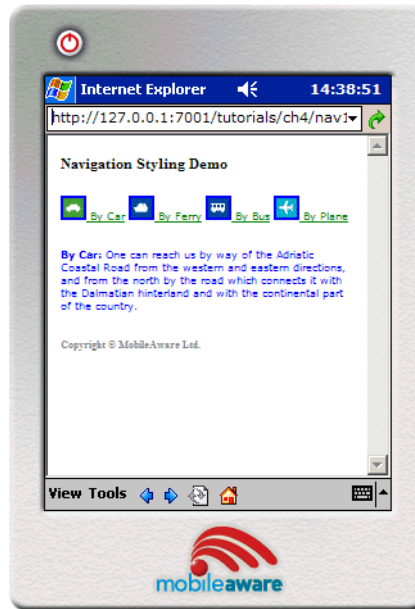 Internet Explorer 14:38:51
http://127.0.0.1:7001/tutorials/ch4/nav1
Navigation Styling Demo
By Car By Ferry By Bus By Plane
By Car: One can reach us by way of the Adriatic
Coastal Road from the western and eastern directions,
and from the north by the road which connects it with
the Dalmatian hinterland and with the continental part
of the country.
Copyright © MobileAware Ltd.
View Tools
mobileaware